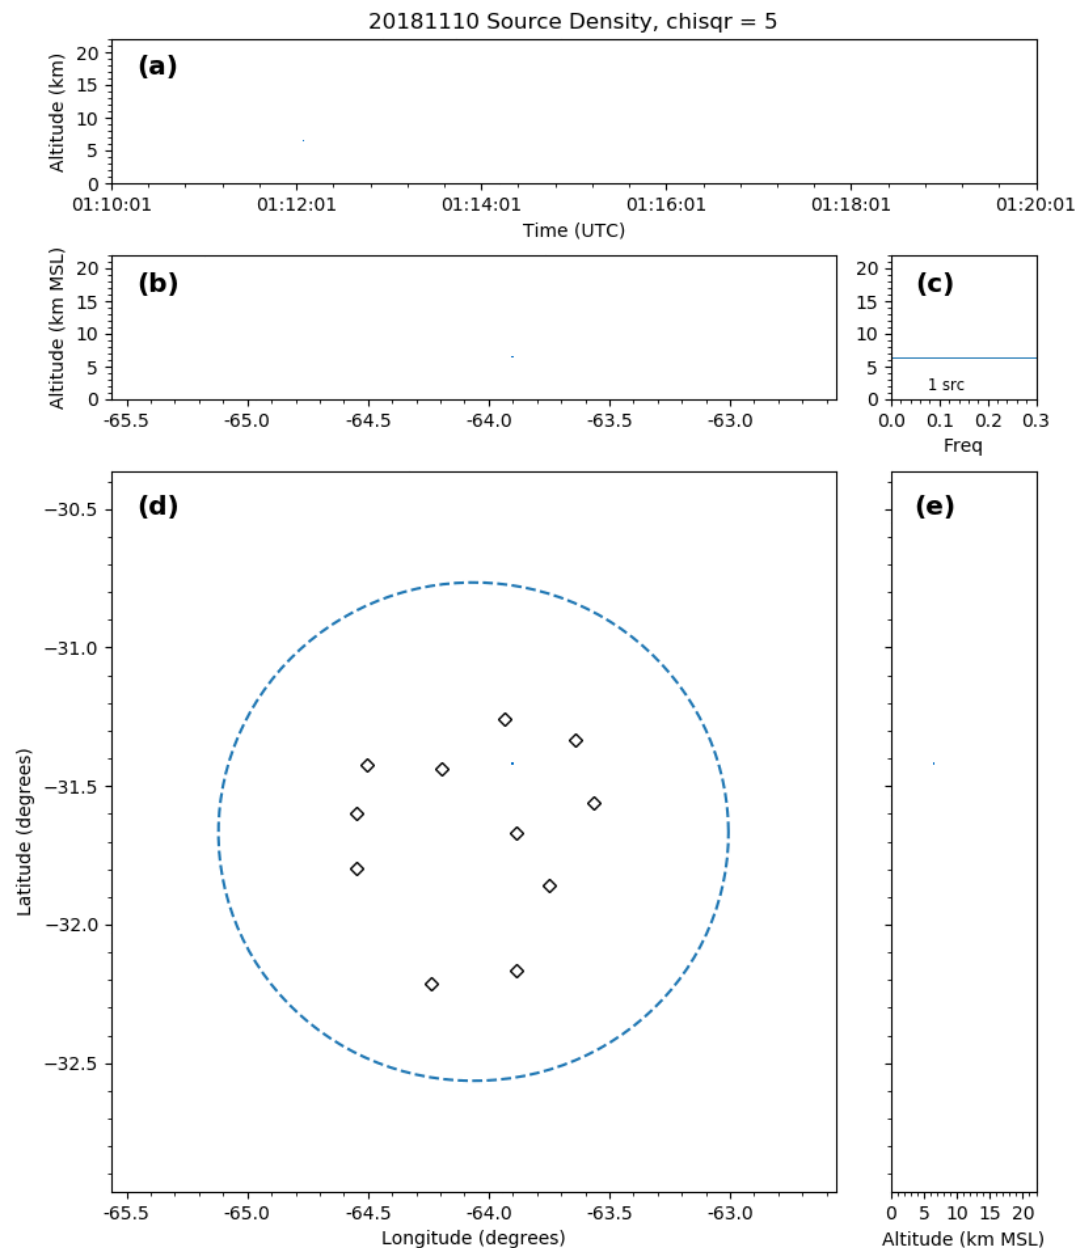 20181110 Source Density, chisqr = 5
(a)
Altitude (km)
20
15
10
5
0
01:10:01 01:12:01 01:14:01 01:16:01 01:18:01 01:20:01
Time (UTC)
(b)
Altitude (km MSL)
20
15
10
5
0
-65.5 -65.0 -64.5 -64.0 -63.5 -63.0
(c)
20
15
10
5
0
1 src
0.0 0.1 0.2 0.3
Freq
(d)
Latitude (degrees)
−30.5
−31.0
−31.5
−32.0
−32.5
-65.5 -65.0 -64.5 -64.0 -63.5 -63.0
Longitude (degrees)
(e)
0 5 10 15 20
Altitude (km MSL)